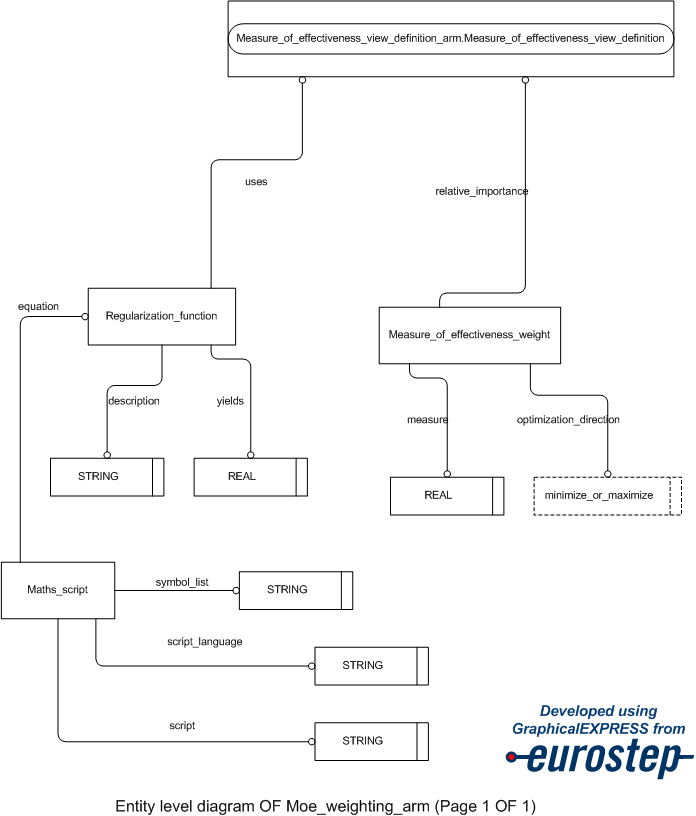 Measure_of_effectiveness_view_definition_arm.Measure_of_effectiveness_view_definition
uses
relative_importance
equation
Regularization_function
Measure_of_effectiveness_weight
description
yields
measure
optimization_direction
STRING
REAL
REAL
minimize_or_maximize
Maths_script
symbol_list
STRING
script_language
STRING
script
STRING
Developed using
GraphicalEXPRESS from
eurostep
Entity level diagram OF Moe_weighting_arm (Page 1 OF 1)